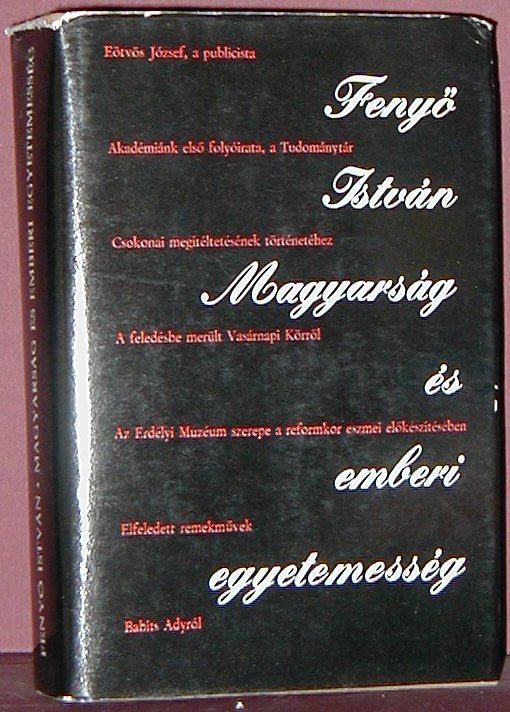 Eötvös József, a publicista
Fenyő
Akadémiánk első folyóirata, a Tudománytár
István
Csokonai megítéltetésének történetéhez
Magyarság
A feledésbe merült Vasárnapi Körről
és
Az Erdélyi Muzéum szerepe a reformkor eszmei előkészítésében
emberi
Elfeledett remekművek
egyetemesség
Babits Adyról
FENYŐ ISTVÁN · MAGYARSÁG ÉS EMBERI EGYETEMESSÉG